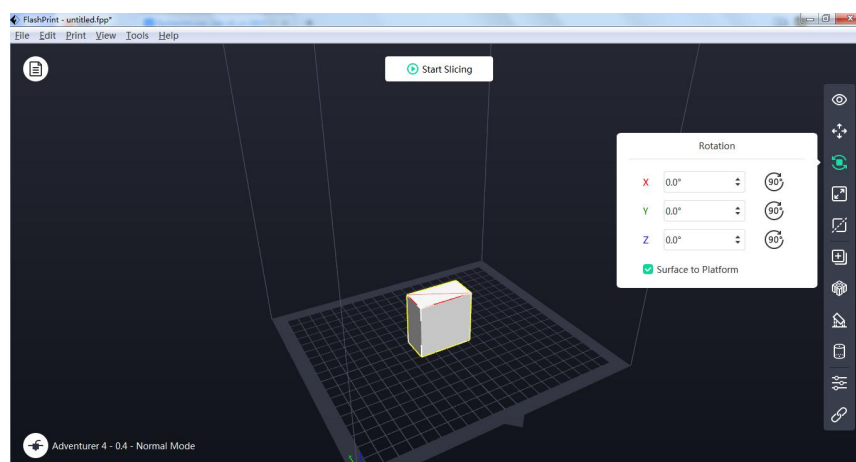 FlashPrint - untitled.fpp*
File Edit Print View Tools Help
Start Slicing
Rotation
X 0.0° 90°
Y 0.0° 90°
Z 0.0° 90°
Surface to Platform
Adventurer 4 - 0.4 - Normal Mode